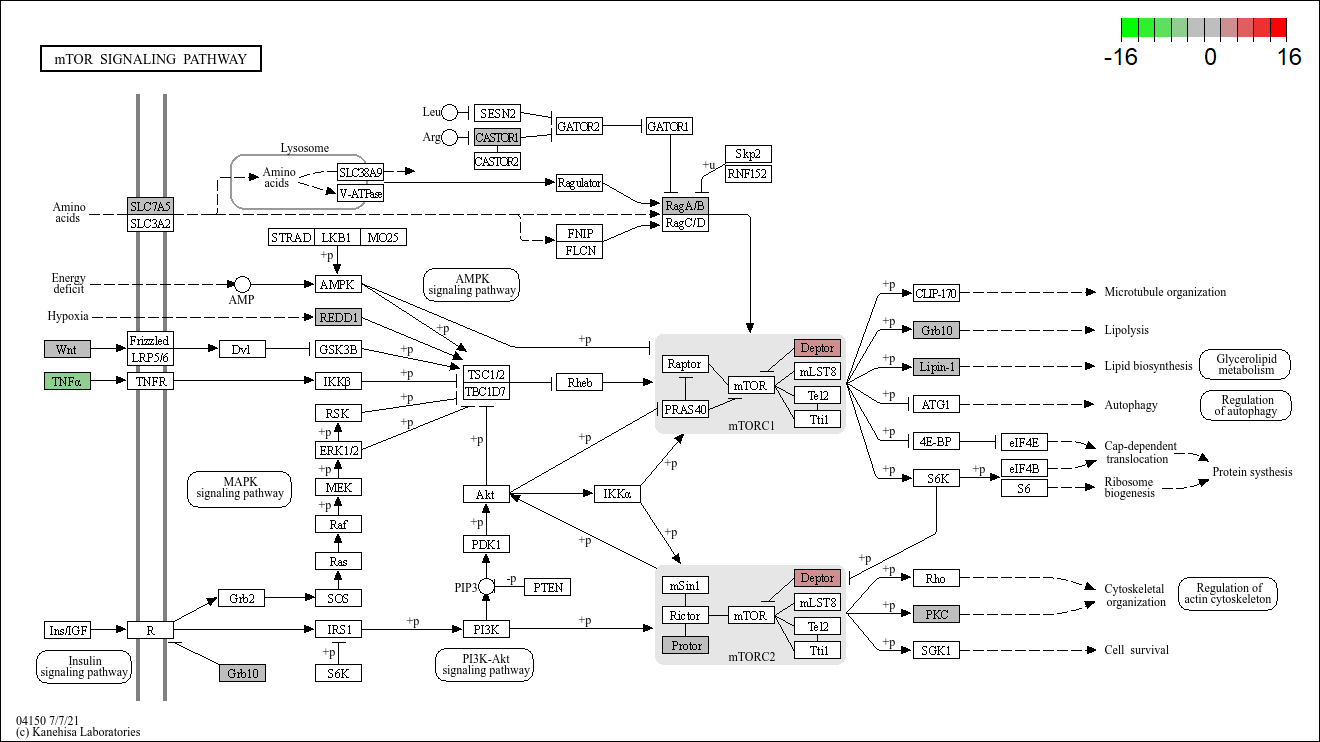 -16 0 16
mTOR SIGNALING PATHWAY
Leu
SESN2
GATOR2
GATOR1
Arg
CASTOR1
CASTOR2
Skp2
RNF152
+u
Lysosome
Amino
acids
SLC38A9
V-ATPase
Ragulator
Amino
acids
SLC7A5
SLC3A2
RagA/B
RagC/D
FNIP
FLCN
STRAD
LKB1
MO25
+p
Energy
deficit
AMP
AMPK
AMPK
signaling pathway
Hypoxia
REDD1
+p
+p
Wnt
Frizzled
LRP5/6
Dvl
GSK3B
+p
TNFα
TNFR
IKKβ
+p
TSC1/2
TBC1D7
Rheb
RSK
+p
+p
ERK1/2
+p
+p
MEK
+p
Raf
Ras
MAPK
signaling pathway
+p
Akt
+p
IKKα
+p
+p
+p
+p
PDK1
PIP3
-p
PTEN
Grb2
SOS
Ins/IGF
R
IRS1
+p
PI3K
+p
S6K
Grb10
Insulin
signaling pathway
PI3K-Akt
signaling pathway
Raptor
PRAS40
mTOR
Deptor
mLST8
Tel2
Tti1
mTORC1
mSin1
Rictor
Protor
mTOR
Deptor
mLST8
Tel2
Tti1
mTORC2
+p
CLIP-170
Microtubule organization
+p
Grb10
Lipolysis
+p
Lipin-1
Lipid biosynthesis
Glycerolipid
metabolism
+p
ATG1
Autophagy
Regulation
of autophagy
+p
4E-BP
eIF4E
Cap-dependent
translocation
+p
S6K
+p
eIF4B
S6
Ribosome
biogenesis
Protein systhesis
+p
+p
Rho
Cytoskeletal
organization
Regulation of
actin cytoskeleton
+p
PKC
+p
SGK1
Cell survival
04150 7/7/21
(c) Kanehisa Laboratories